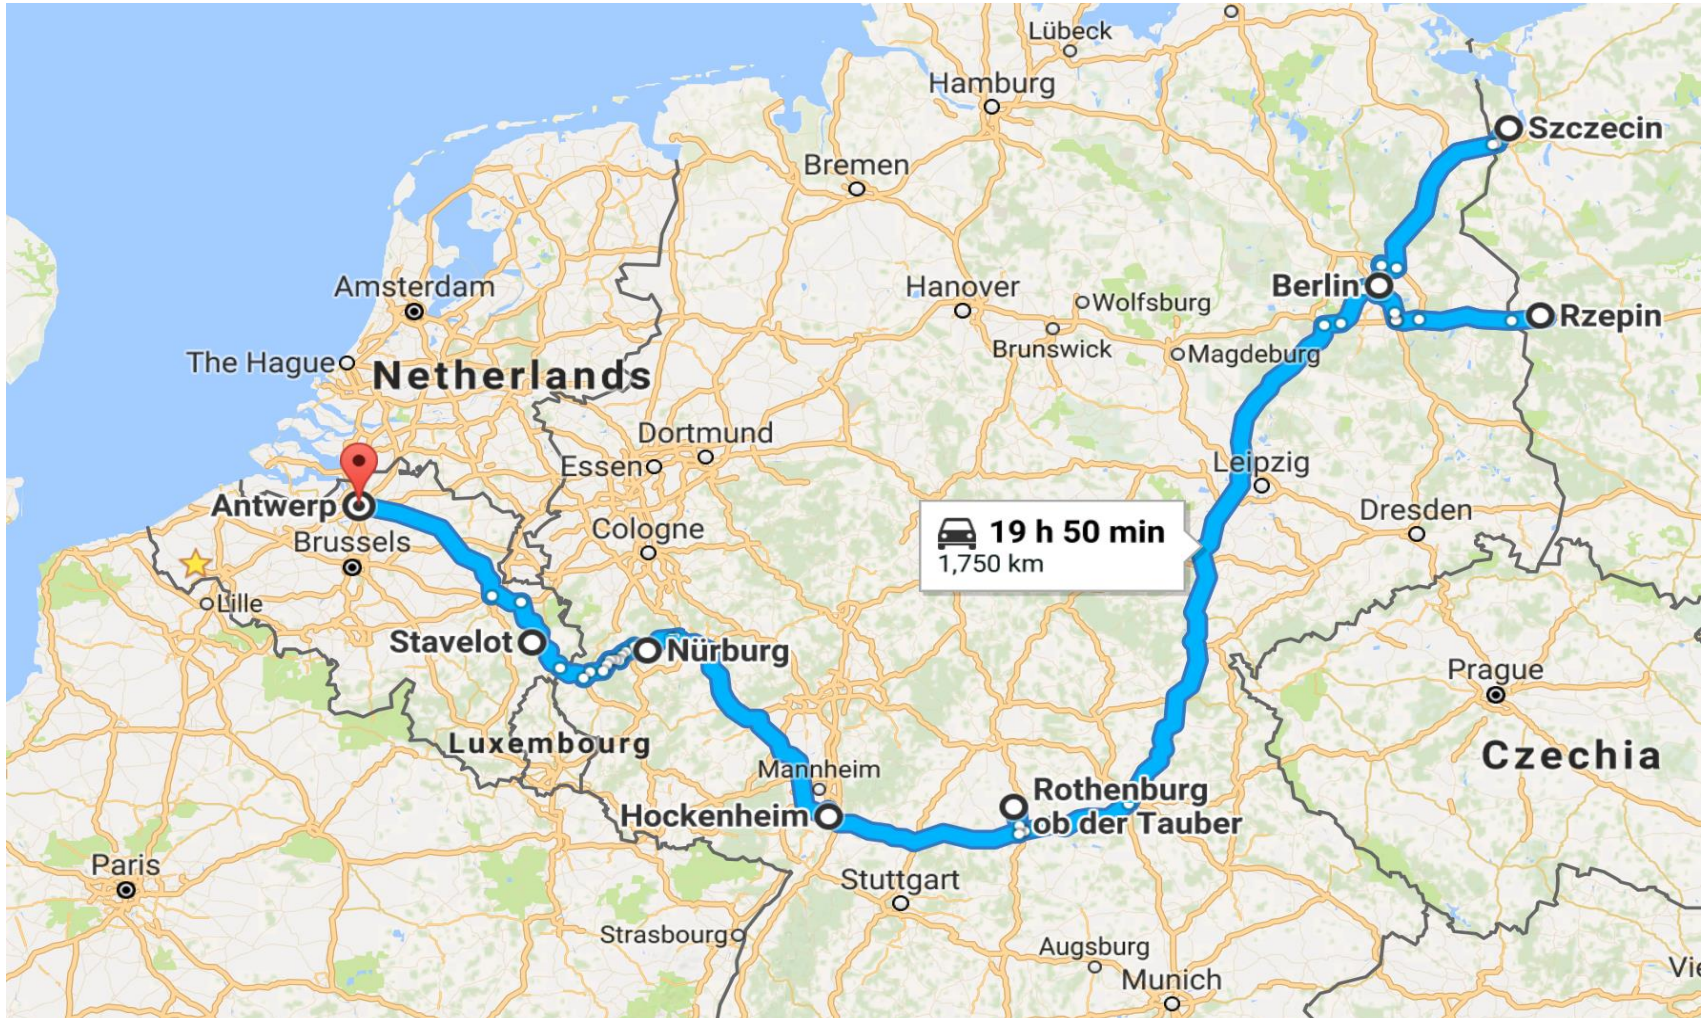 Lübeck
Hamburg
Szczecin
Bremen
Amsterdam
Hanover
Wolfsburg
Berlin
Rzepin
Brunswick
Magdeburg
The Hague
Netherlands
Dortmund
Essen
Leipzig
Antwerp
Dresden
Brussels
Cologne
19 h 50 min
1,750 km
Lille
Stavelot
Nürburg
Prague
Luxembourg
Czechia
Mannheim
Hockenheim
Rothenburg
ob der Tauber
Paris
Stuttgart
Strasbourg
Augsburg
Munich
Vie